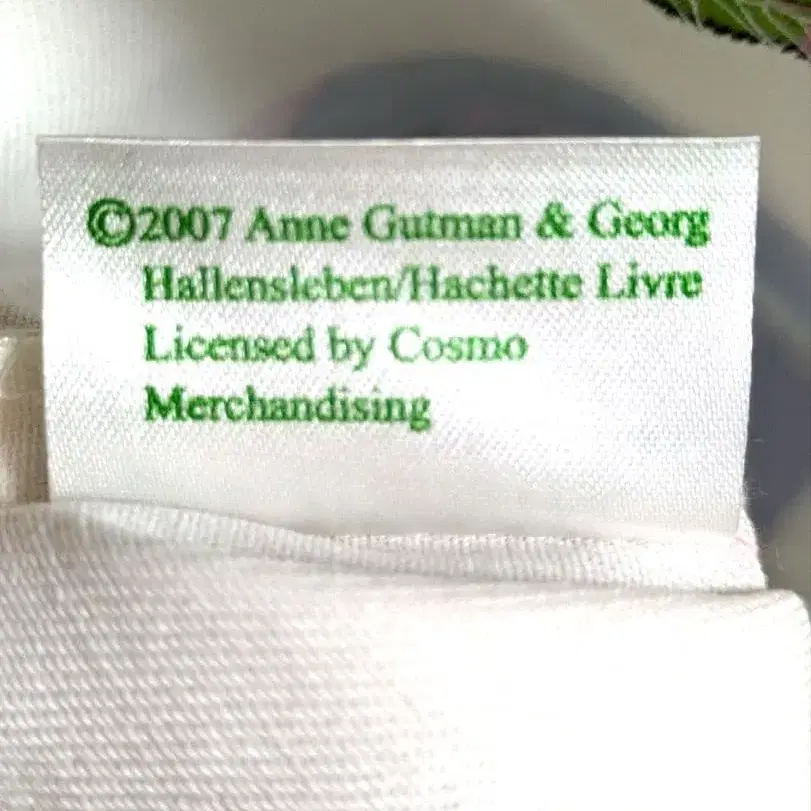 ©2007 Anne Gutman & Georg
Hallensleben/Hachette Livre
Licensed by Cosmo
Merchandising